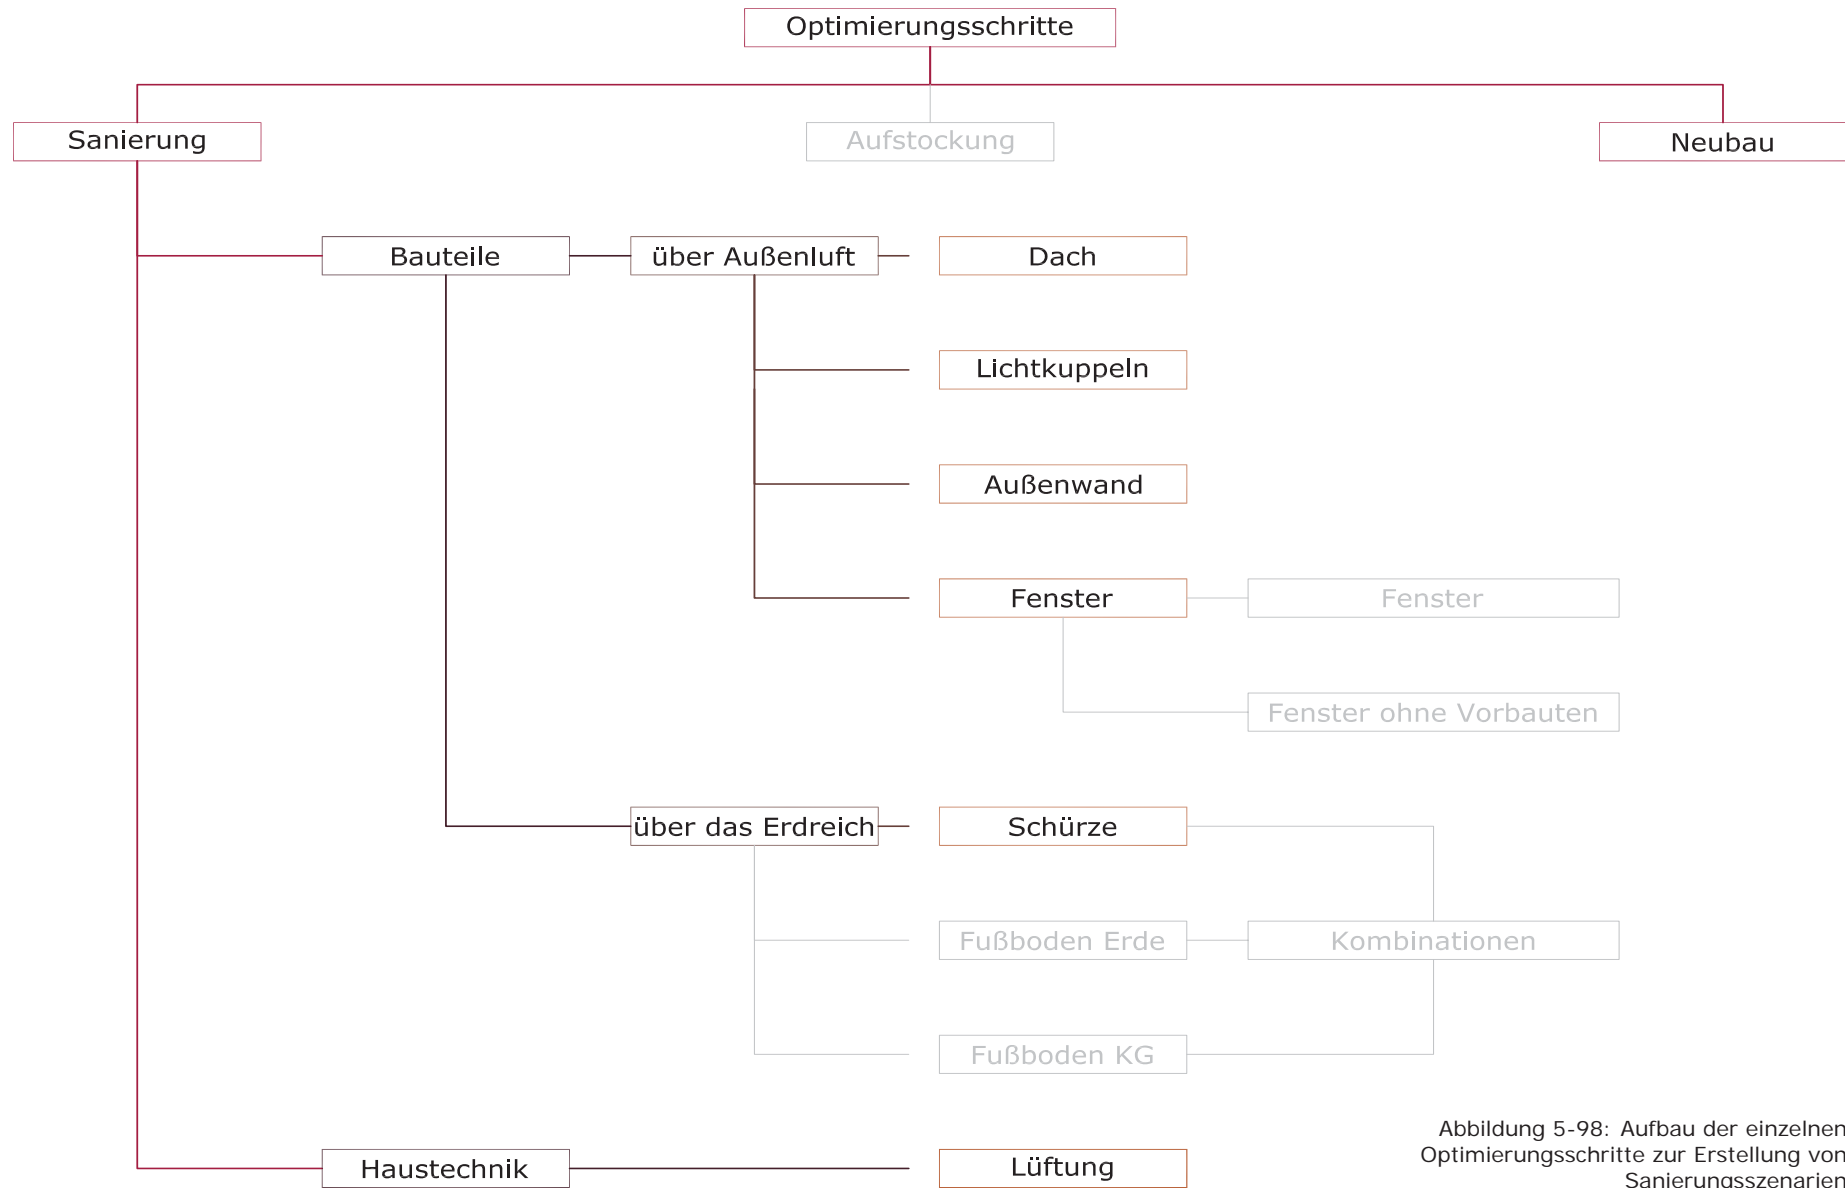 Optimierungsschritte
Sanierung
Aufstockung
Neubau
Bauteile
über Außenluft
Dach
Lichtkuppeln
Außenwand
Fenster
Fenster
Fenster ohne Vorbauten
über das Erdreich
Schürze
Fußboden Erde
Kombinationen
Fußboden KG
Haustechnik
Lüftung
Abbildung 5-98: Aufbau der einzelnen
Optimierungsschritte zur Erstellung von
Sanierungsszenarien